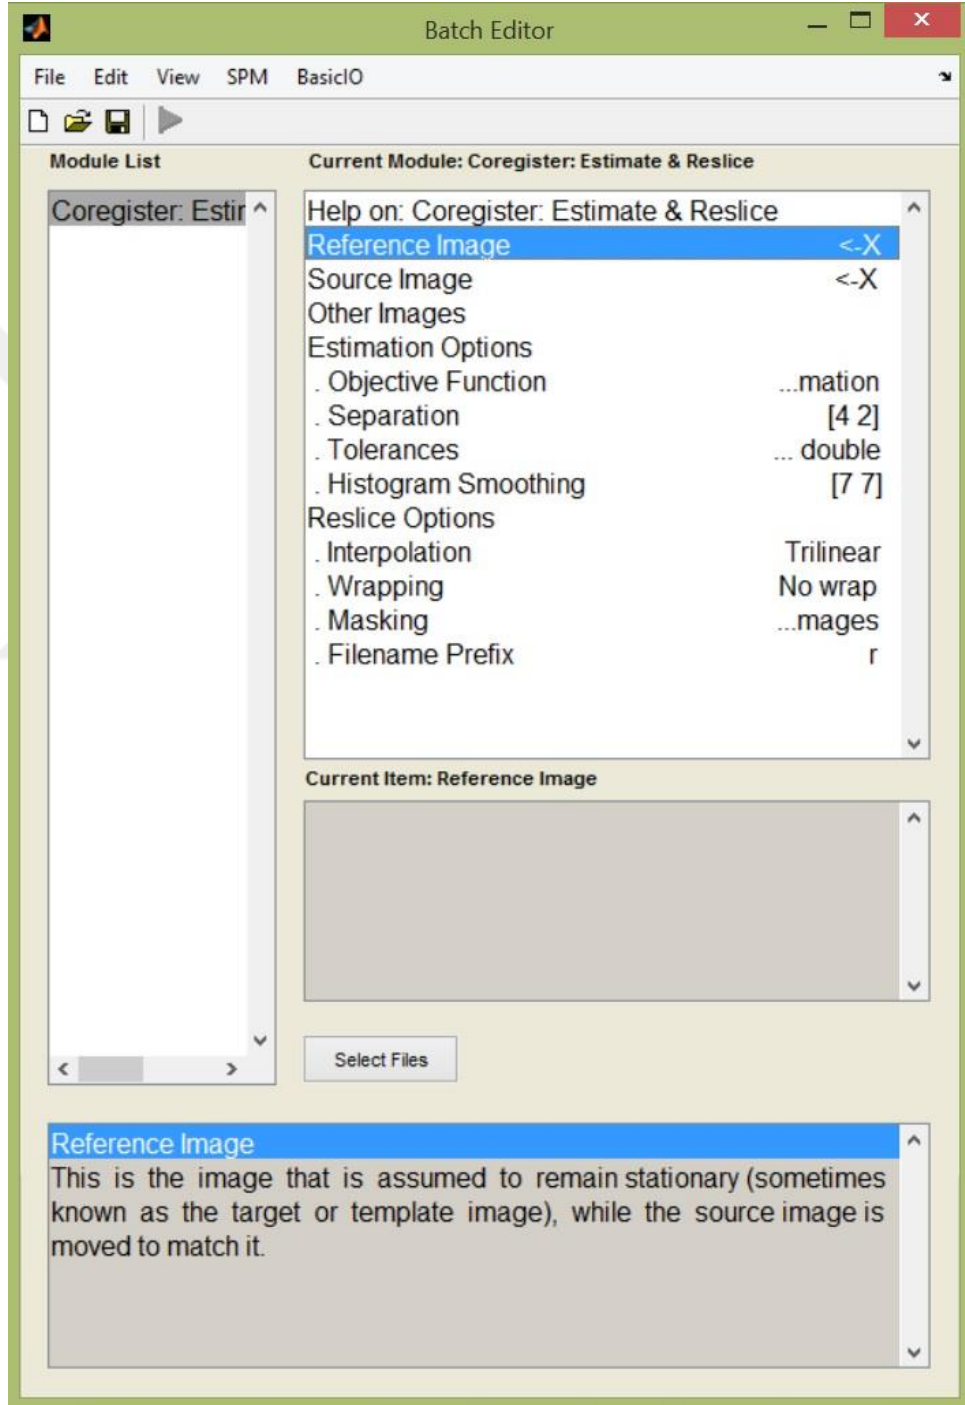 Batch Editor
File Edit View SPM BasicIO
Module List
Coregister: Estir
Current Module: Coregister: Estimate & Reslice
Help on: Coregister: Estimate & Reslice
Reference Image <-X
Source Image <-X
Other Images
Estimation Options
. Objective Function ...mation
. Separation [4 2]
. Tolerances ... double
. Histogram Smoothing [7 7]
Reslice Options
. Interpolation Trilinear
. Wrapping No wrap
. Masking ...mages
. Filename Prefix r
Current Item: Reference Image
Select Files
Reference Image
This is the image that is assumed to remain stationary (sometimes
known as the target or template image), while the source image is
moved to match it.